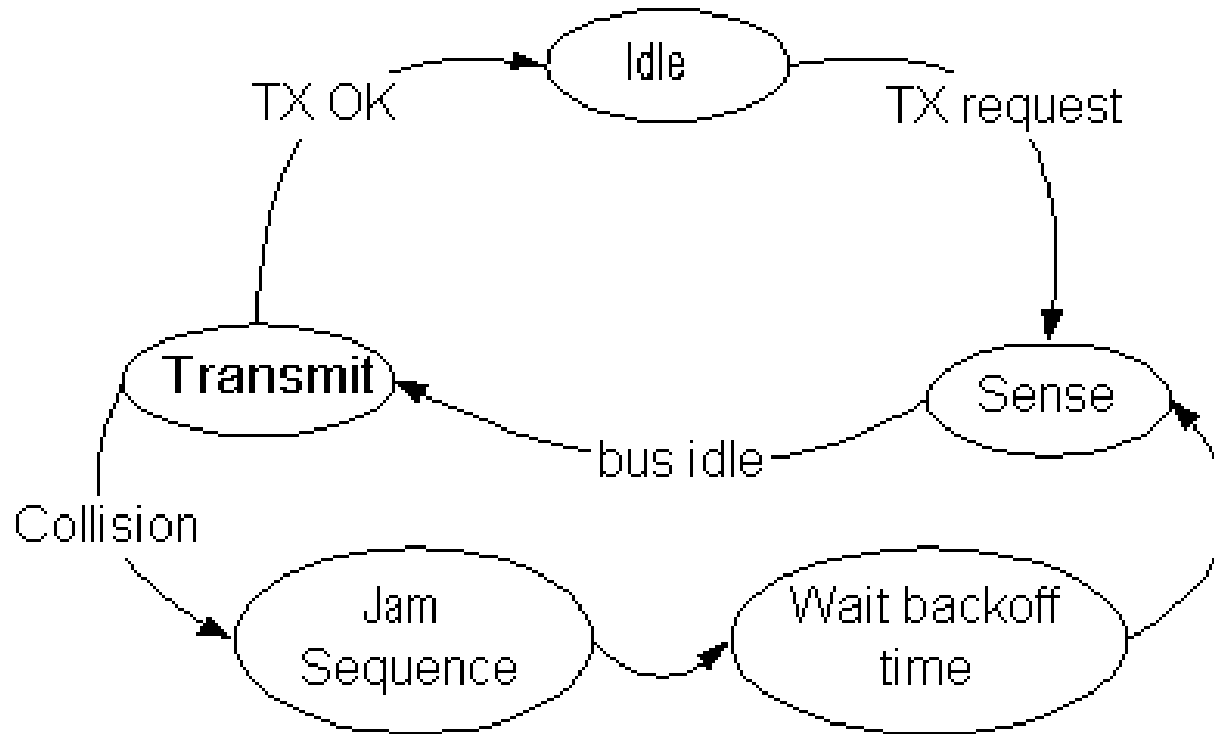 Idle
TX OK
TX request
Transmit
Sense
bus idle
Collision
Jam
Sequence
Wait backoff
time